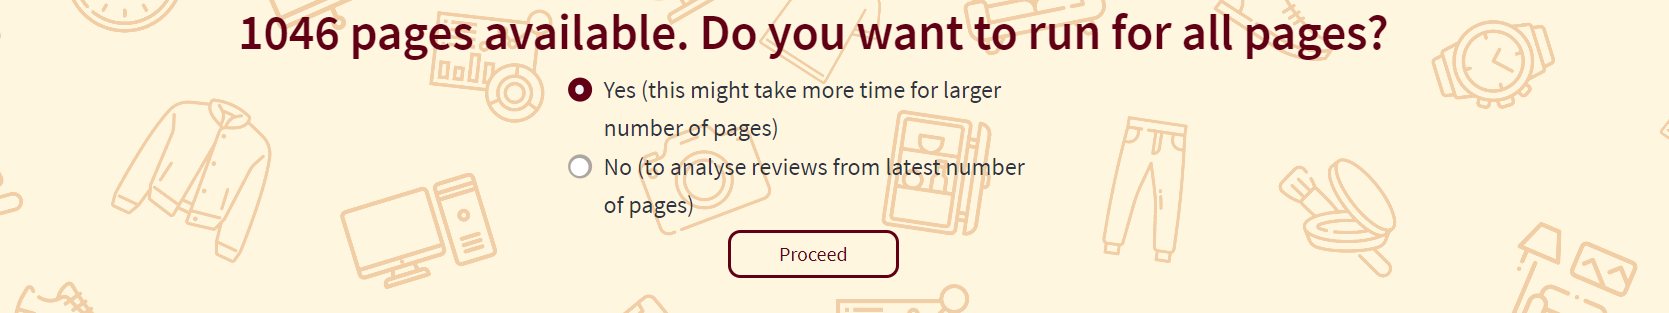 1046 pages available. Do you want to run for all pages?
Yes (this might take more time for larger
number of pages)
No (to analyse reviews from latest number
of pages)
Proceed